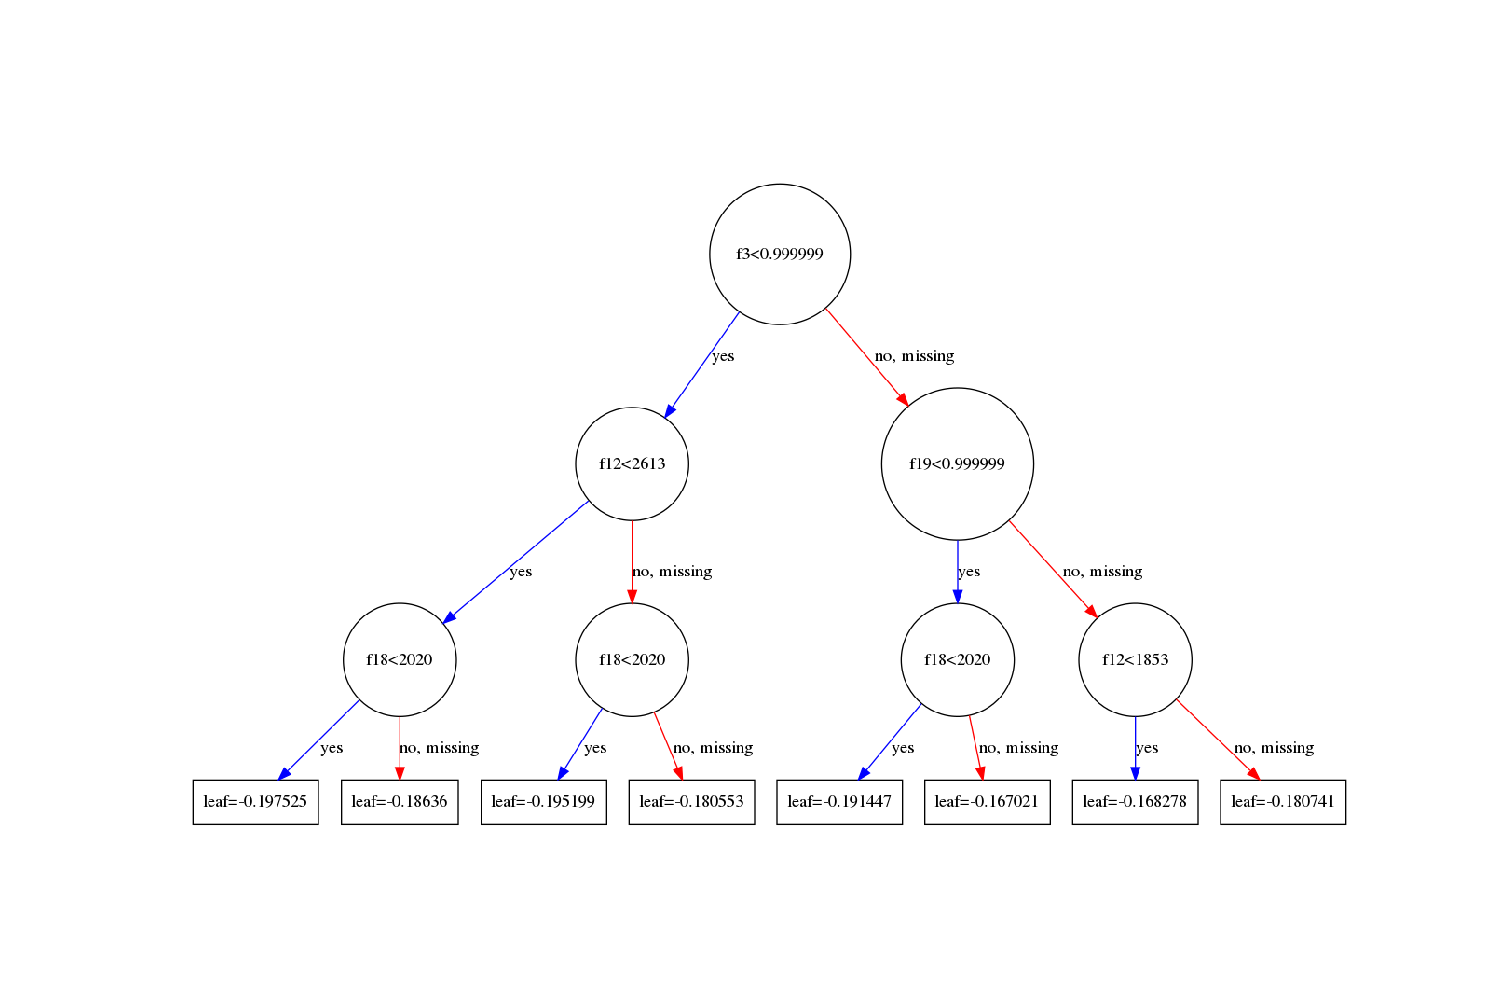 f3<0.999999
yes
no, missing
f12<2613
f19<0.999999
yes
no, missing
yes
no, missing
f18<2020
f18<2020
f18<2020
f12<1853
yes
no, missing
yes
no, missing
yes
no, missing
yes
no, missing
leaf=-0.197525
leaf=-0.18636
leaf=-0.195199
leaf=-0.180553
leaf=-0.191447
leaf=-0.167021
leaf=-0.168278
leaf=-0.180741